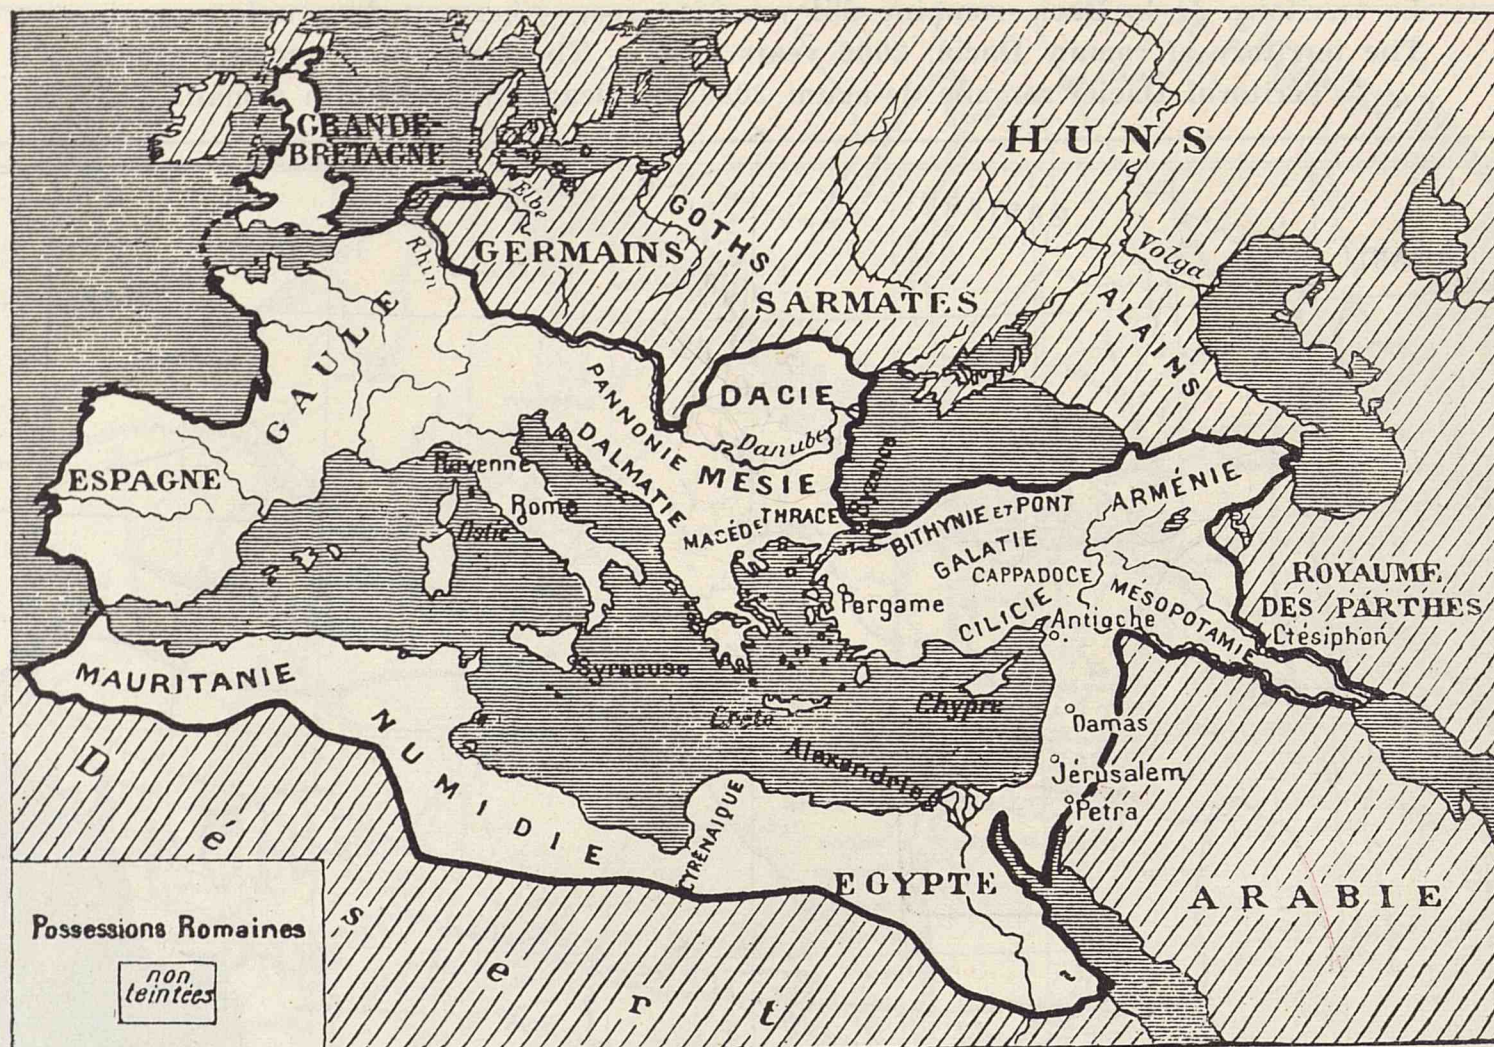 HUNS
GRANDE-
BRETAGNE
Elbe
GOTHS
GERMAINS
Rhin
Volga
SARMATES
ALAINS
GAULE
PANNONIE
DACIE
Danube
DALMATIE
Ravenne
ESPAGNE
MÉSIE
Byzance
ARMÉNIE
Rome
Ostie
MACÉDE
THRACE
BITHYNIE ET PONT
GALATIE
CAPPADOCE
ROYAUME
DES PARTHES
MÉSOPOTAMIE
Pergame
CILICIE
Antioche
Ctésiphon
MAURITANIE
Syracuse
Crète
Chypre
Damas
NUMIDIE
Alexandrie
Jérusalem
Petra
CYRÉNAÏQUE
EGYPTE
ARABIE
Désert
Possessions Romaines
non
teintées